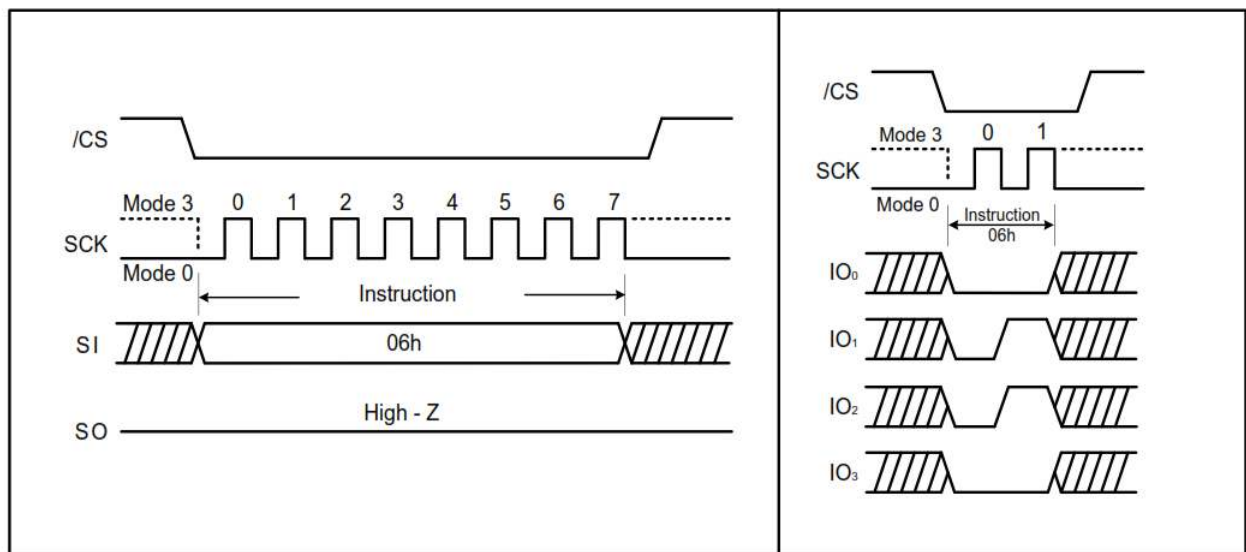 /CS
Mode 3 0 1 2 3 4 5 6 7
SCK
Mode 0
Instruction
SI 06h
High - Z
SO
/CS
Mode 3 0 1
SCK
Mode 0
Instruction
06h
IO₀
IO₁
IO₂
IO₃